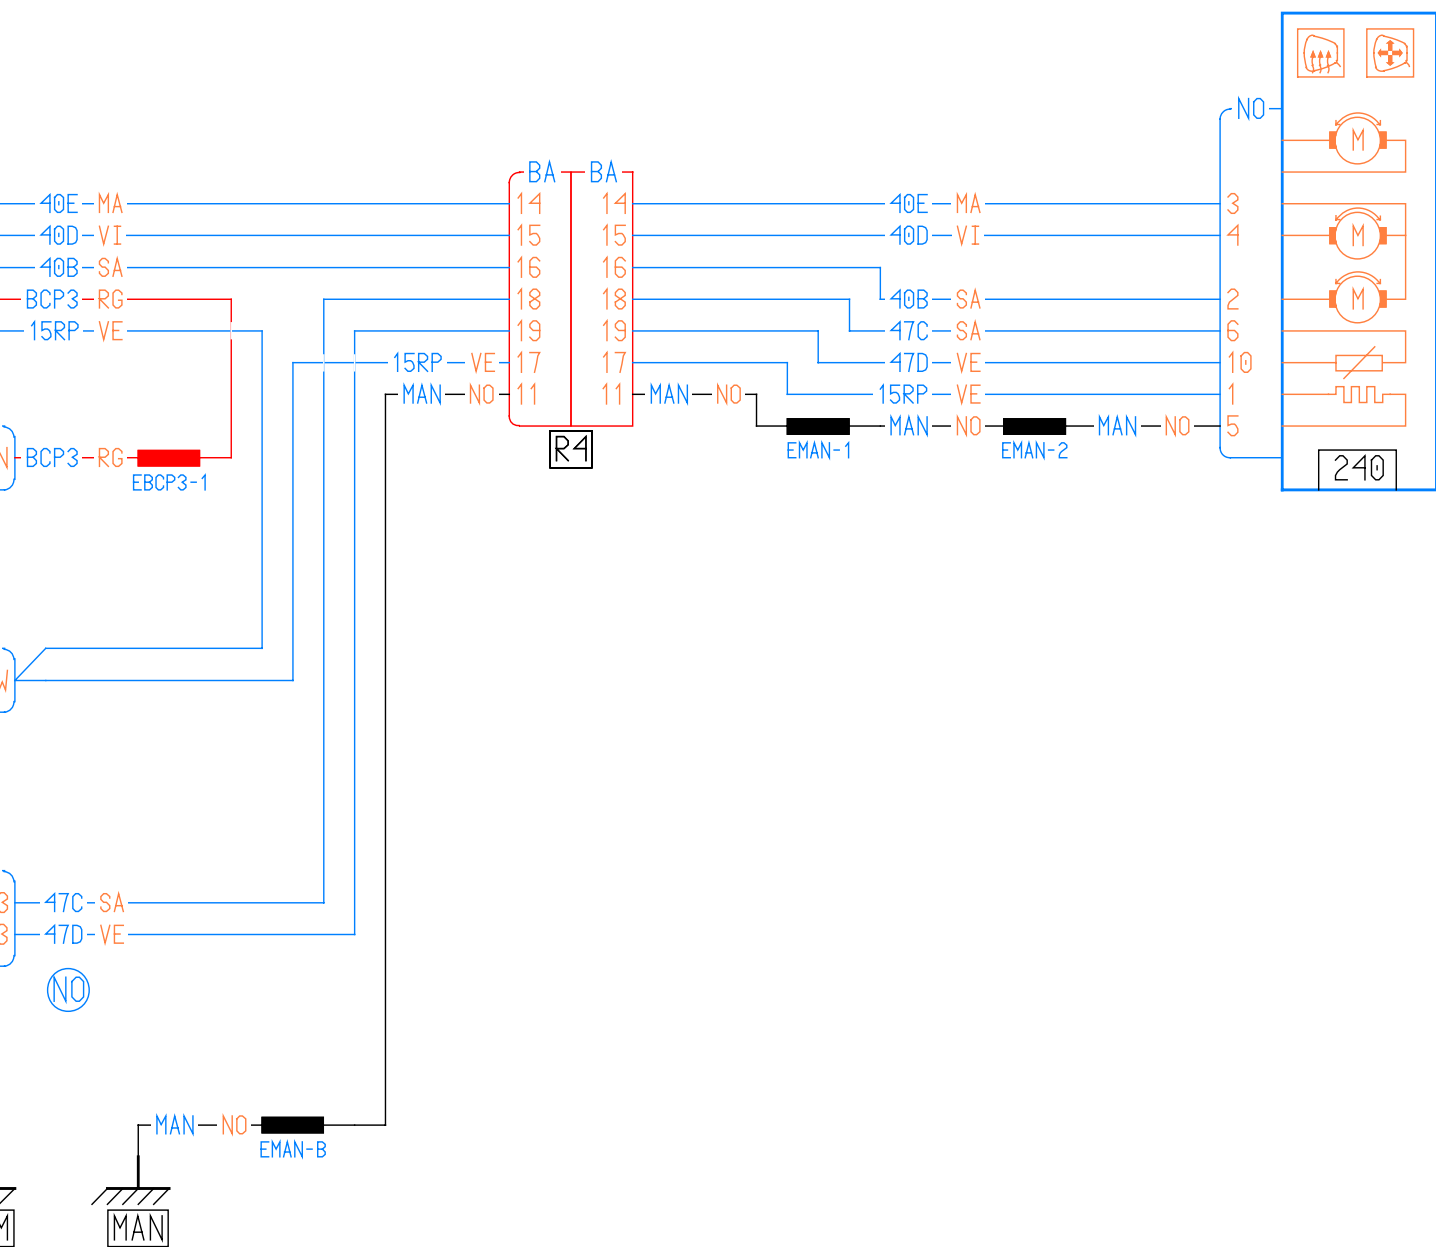 NO
M
BA BA
40E MA 14 14 40E MA 3
40D VI 15 15 40D VI 4 M
40B SA 16 16
BCP3 RG 18 18 40B SA 2 M
15RP VE 19 19 47C SA 6
15RP VE 17 17 47D VE 10
MAN NO 11 11 MAN NO 15RP VE 1
MAN NO MAN NO 5
EMAN-1 EMAN-2
R4
N BCP3 RG
240
EBCP3-1
W
3 47C SA
3 47D VE
NO
MAN NO
EMAN-B
M MAN